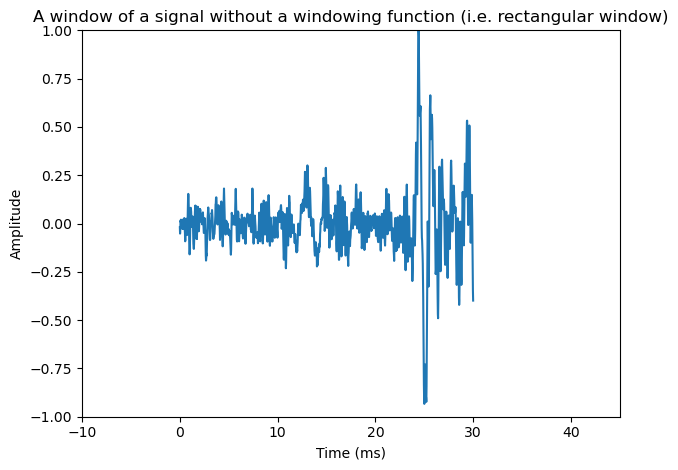 A window of a signal without a windowing function (i.e. rectangular window)
1.00
0.75
0.50
0.25
0.00
−0.25
−0.50
−0.75
−1.00
Amplitude
−10 0 10 20 30 40
Time (ms)